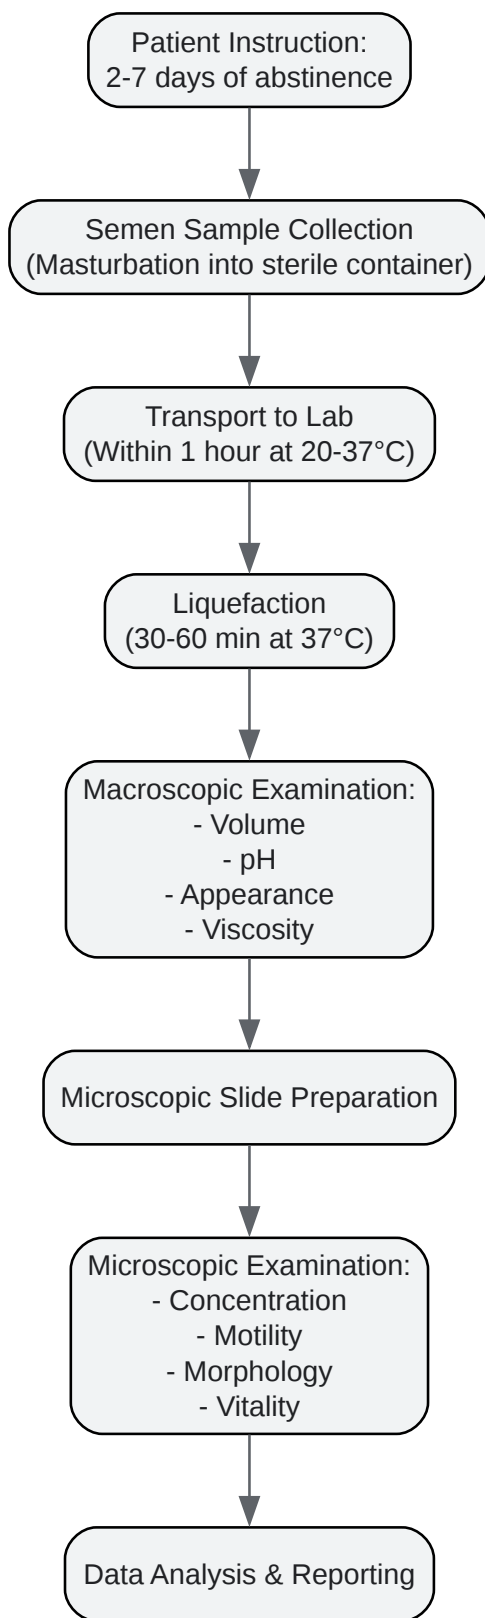 Patient Instruction:
2-7 days of abstinence
Semen Sample Collection
(Masturbation into sterile container)
Transport to Lab
(Within 1 hour at 20-37°C)
Liquefaction
(30-60 min at 37°C)
Macroscopic Examination:
- Volume
- pH
- Appearance
- Viscosity
Microscopic Slide Preparation
Microscopic Examination:
- Concentration
- Motility
- Morphology
- Vitality
Data Analysis & Reporting